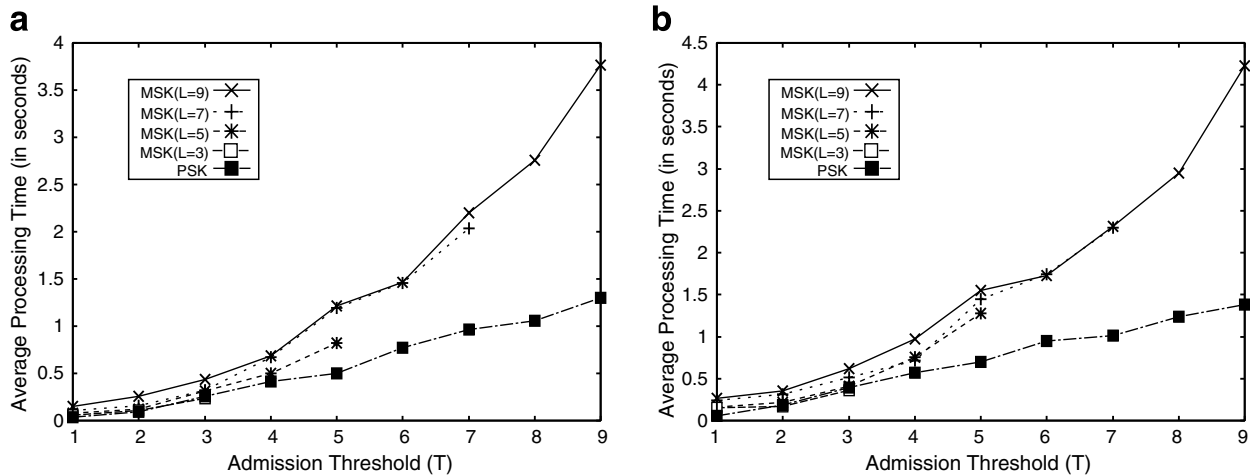 a
Average Processing Time (in seconds)
4
3.5
3
2.5
2
1.5
1
0.5
0
MSK(L=9)
MSK(L=7)
MSK(L=5)
MSK(L=3)
PSK
1 2 3 4 5 6 7 8 9
Admission Threshold (T)
b
Average Processing Time (in seconds)
4.5
4
3.5
3
2.5
2
1.5
1
0.5
0
MSK(L=9)
MSK(L=7)
MSK(L=5)
MSK(L=3)
PSK
1 2 3 4 5 6 7 8 9
Admission Threshold (T)